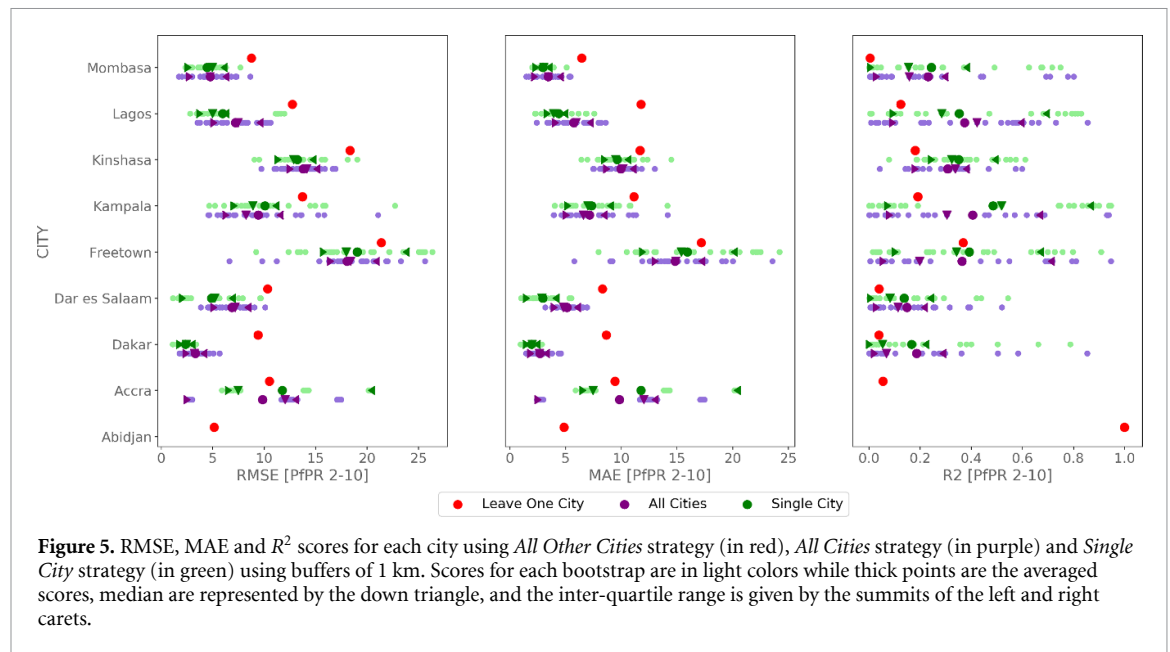 CITY
Mombasa
Lagos
Kinshasa
Kampala
Freetown
Dar es Salaam
Dakar
Accra
Abidjan
0 5 10 15 20 25
RMSE [PfPR 2-10]
0 5 10 15 20 25
MAE [PfPR 2-10]
0.0 0.2 0.4 0.6 0.8 1.0
R2 [PfPR 2-10]
Leave One City All Cities Single City
Figure 5. RMSE, MAE and R² scores for each city using All Other Cities strategy (in red), All Cities strategy (in purple) and Single
City strategy (in green) using buffers of 1 km. Scores for each bootstrap are in light colors while thick points are the averaged
scores, median are represented by the down triangle, and the inter-quartile range is given by the summits of the left and right
carets.